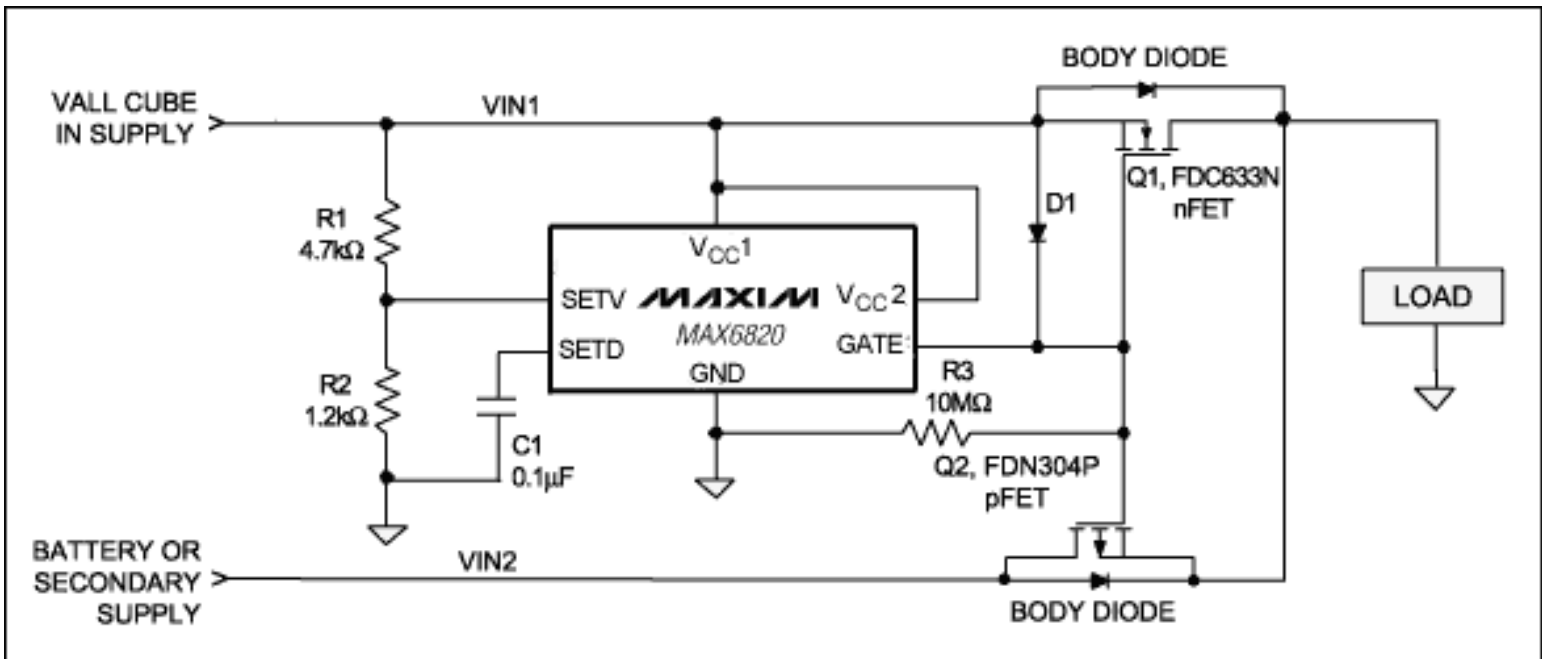 BODY DIODE
VALL CUBE
IN SUPPLY
VIN1
Q1, FDC633N
nFET
R1
4.7kΩ
D1
VCC1
SETV MAXIM VCC2
MAX6820
SETD
GATE
GND
LOAD
R2
1.2kΩ
R3
10MΩ
C1
0.1µF
Q2, FDN304P
pFET
BATTERY OR
SECONDARY
SUPPLY
VIN2
BODY DIODE